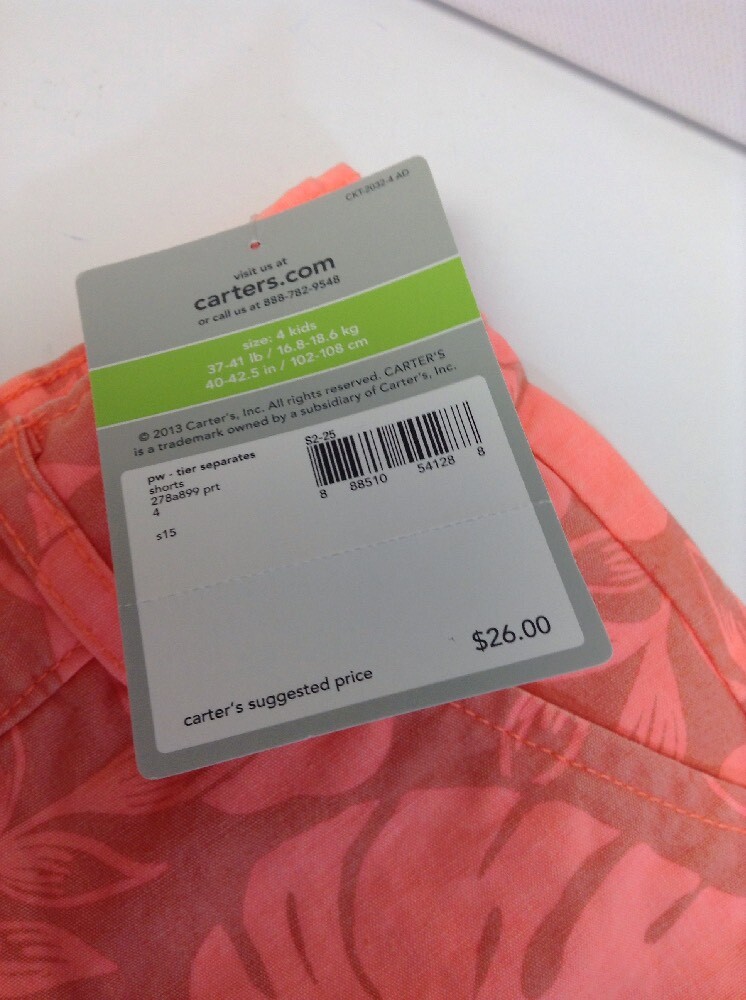 CKT-2032-4 AD
visit us at
carters.com
or call us at 888-782-9548
size: 4 kids
37-41 lb / 16.8-18.6 kg
40-42.5 in / 102-108 cm
© 2013 Carter's, Inc. All rights reserved. CARTER'S
is a trademark owned by a subsidiary of Carter's, Inc.
pw - tier separates
shorts
278a899 prt
4
s15
S2-25
8 88510 54128 8
$26.00
carter's suggested price